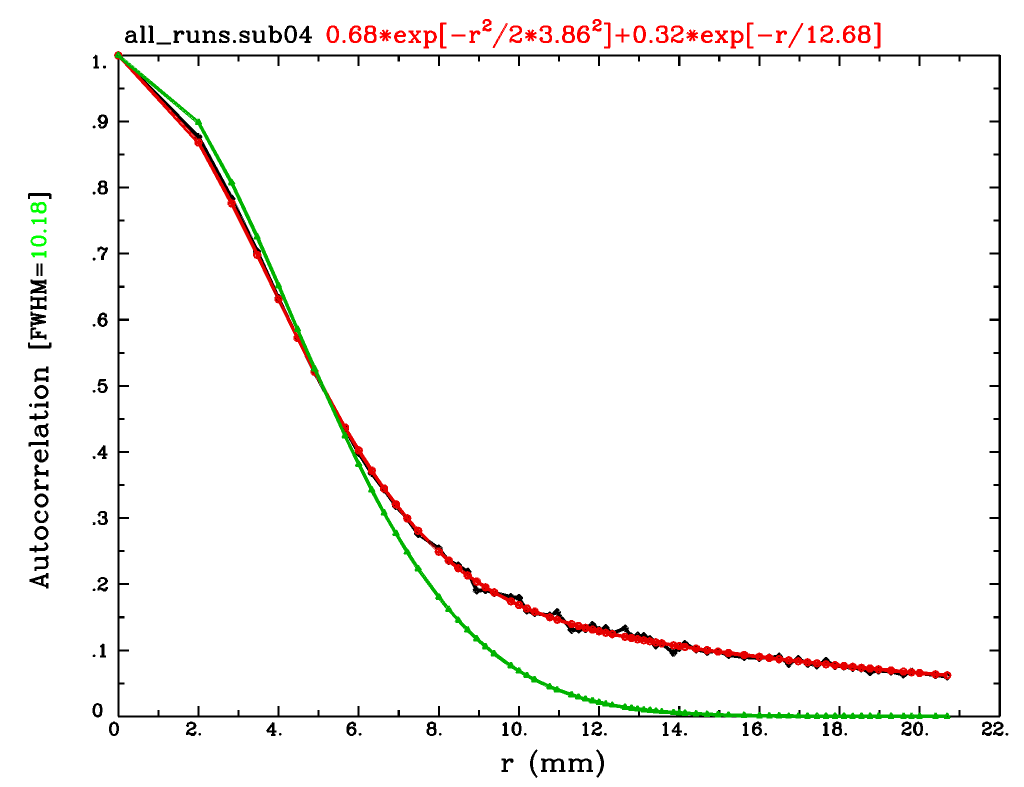 all_runs.sub04 0.68*exp[-r²/2*3.86²]+0.32*exp[-r/12.68]
1.
.9
.8
.7
.6
.5
.4
.3
.2
.1
0
Autocorrelation [FWHM=10.18]
0 2. 4. 6. 8. 10. 12. 14. 16. 18. 20. 22.
r (mm)